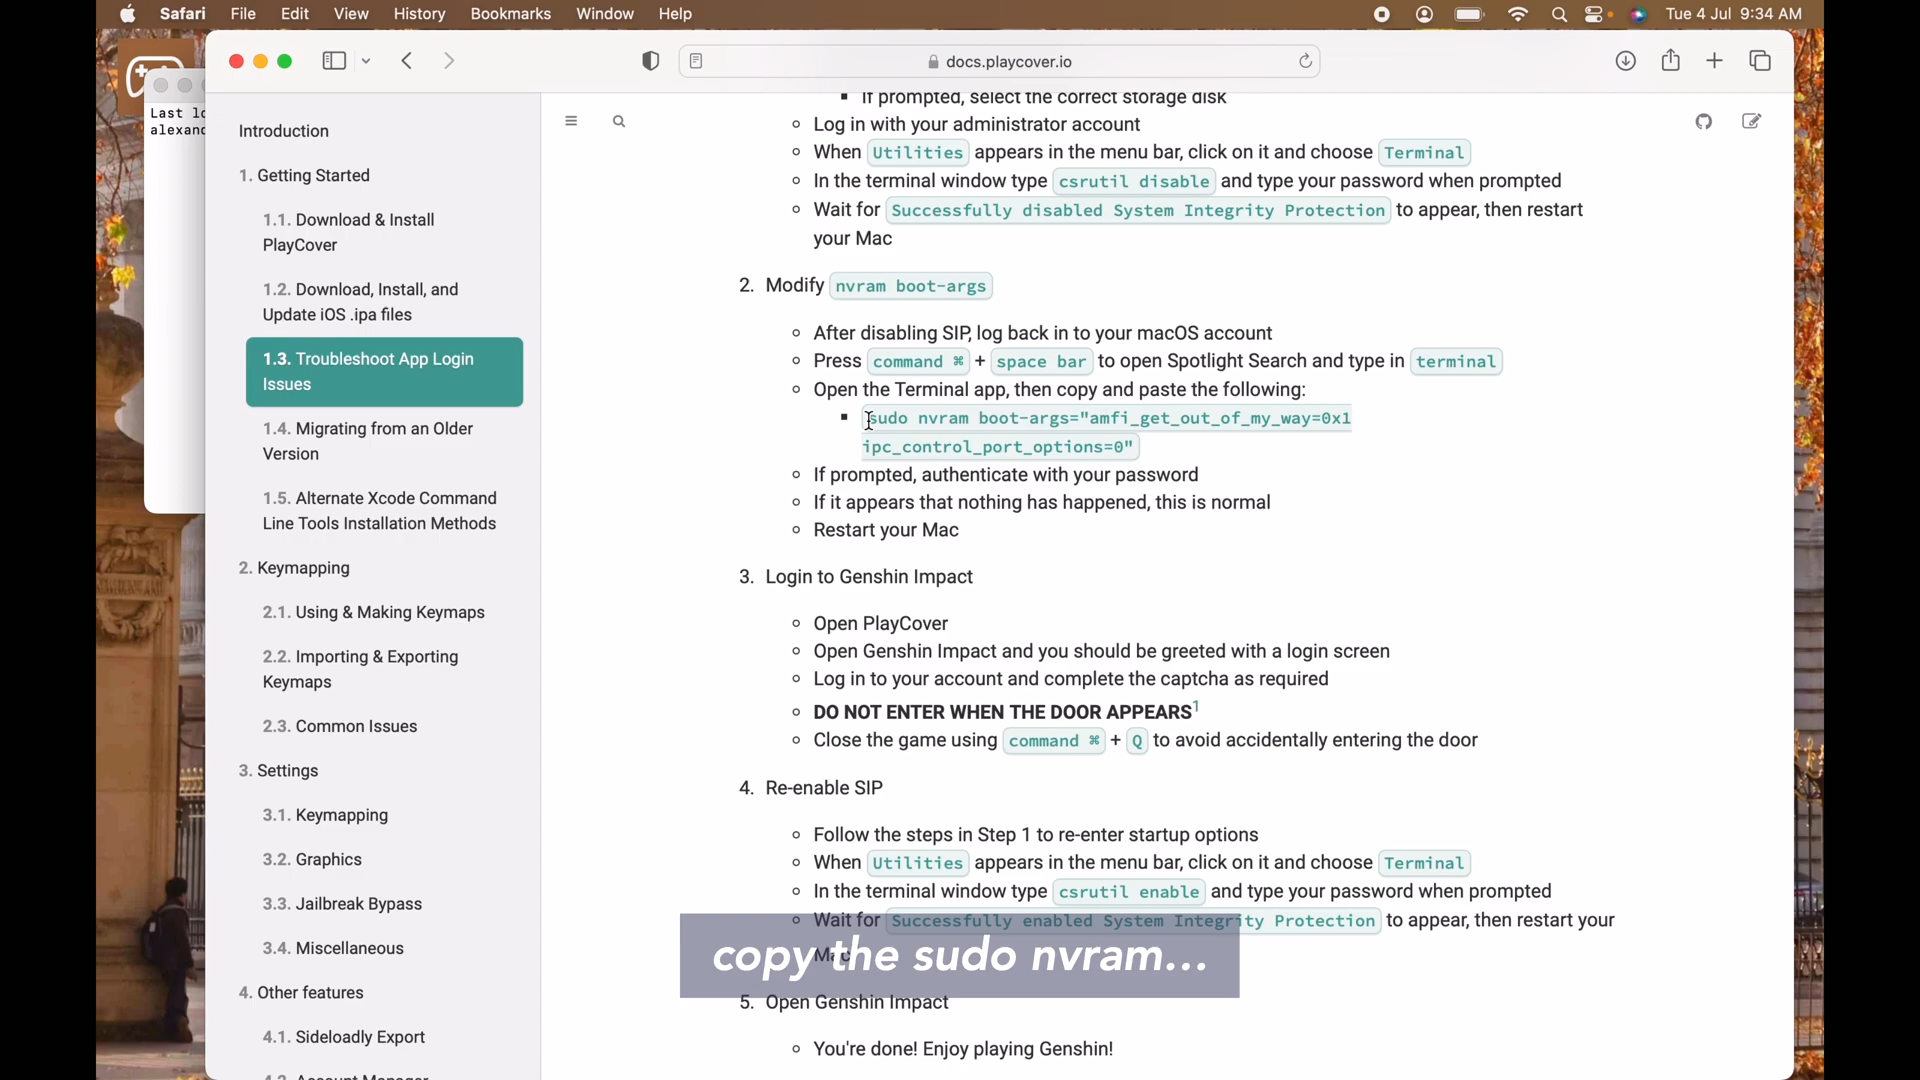 Safari File Edit View History Bookmarks Window Help Tue 4 Jul 9:34 AM
docs.playcover.io
Last lo
alexand
Introduction
1. Getting Started
1.1. Download & Install
PlayCover
1.2. Download, Install, and
Update iOS .ipa files
1.3. Troubleshoot App Login
Issues
1.4. Migrating from an Older
Version
1.5. Alternate Xcode Command
Line Tools Installation Methods
2. Keymapping
2.1. Using & Making Keymaps
2.2. Importing & Exporting
Keymaps
2.3. Common Issues
3. Settings
3.1. Keymapping
3.2. Graphics
3.3. Jailbreak Bypass
3.4. Miscellaneous
4. Other features
4.1. Sideloadly Export
4.2. Account Manager
If prompted, select the correct storage disk
Log in with your administrator account
When Utilities appears in the menu bar, click on it and choose Terminal
In the terminal window type csrutil disable and type your password when prompted
Wait for Successfully disabled System Integrity Protection to appear, then restart
your Mac
2. Modify nvram boot-args
After disabling SIP, log back in to your macOS account
Press command ⌘ + space bar to open Spotlight Search and type in terminal
Open the Terminal app, then copy and paste the following:
sudo nvram boot-args="amfi_get_out_of_my_way=0x1
ipc_control_port_options=0"
If prompted, authenticate with your password
If it appears that nothing has happened, this is normal
Restart your Mac
3. Login to Genshin Impact
Open PlayCover
Open Genshin Impact and you should be greeted with a login screen
Log in to your account and complete the captcha as required
DO NOT ENTER WHEN THE DOOR APPEARS1
Close the game using command ⌘ + Q to avoid accidentally entering the door
4. Re-enable SIP
Follow the steps in Step 1 to re-enter startup options
When Utilities appears in the menu bar, click on it and choose Terminal
In the terminal window type csrutil enable and type your password when prompted
Wait for Successfully enabled System Integrity Protection to appear, then restart your
Mac
copy the sudo nvram...
5. Open Genshin Impact
You're done! Enjoy playing Genshin!